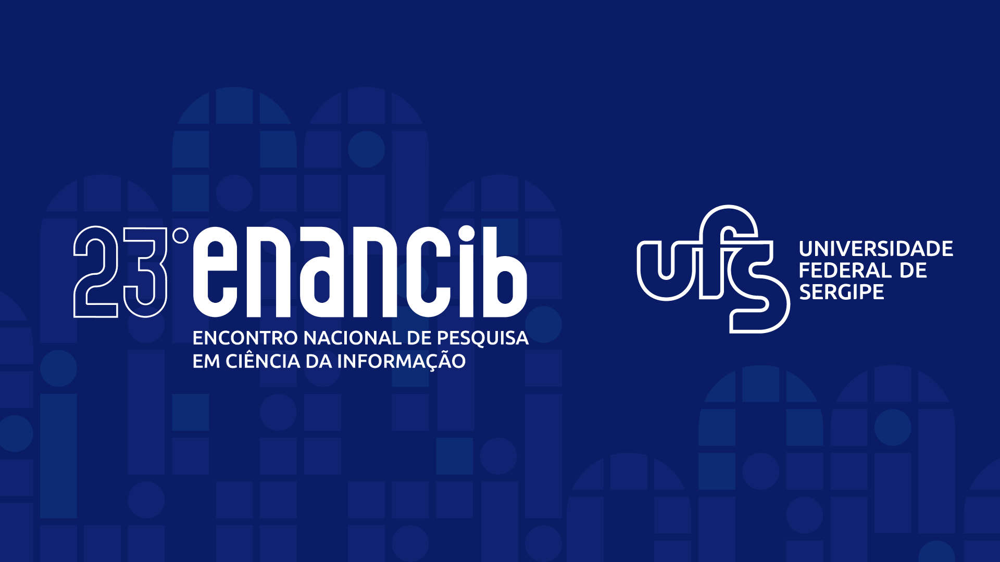 23° enancib
ENCONTRO NACIONAL DE PESQUISA
EM CIÊNCIA DA INFORMAÇÃO
ufs
UNIVERSIDADE
FEDERAL DE
SERGIPE